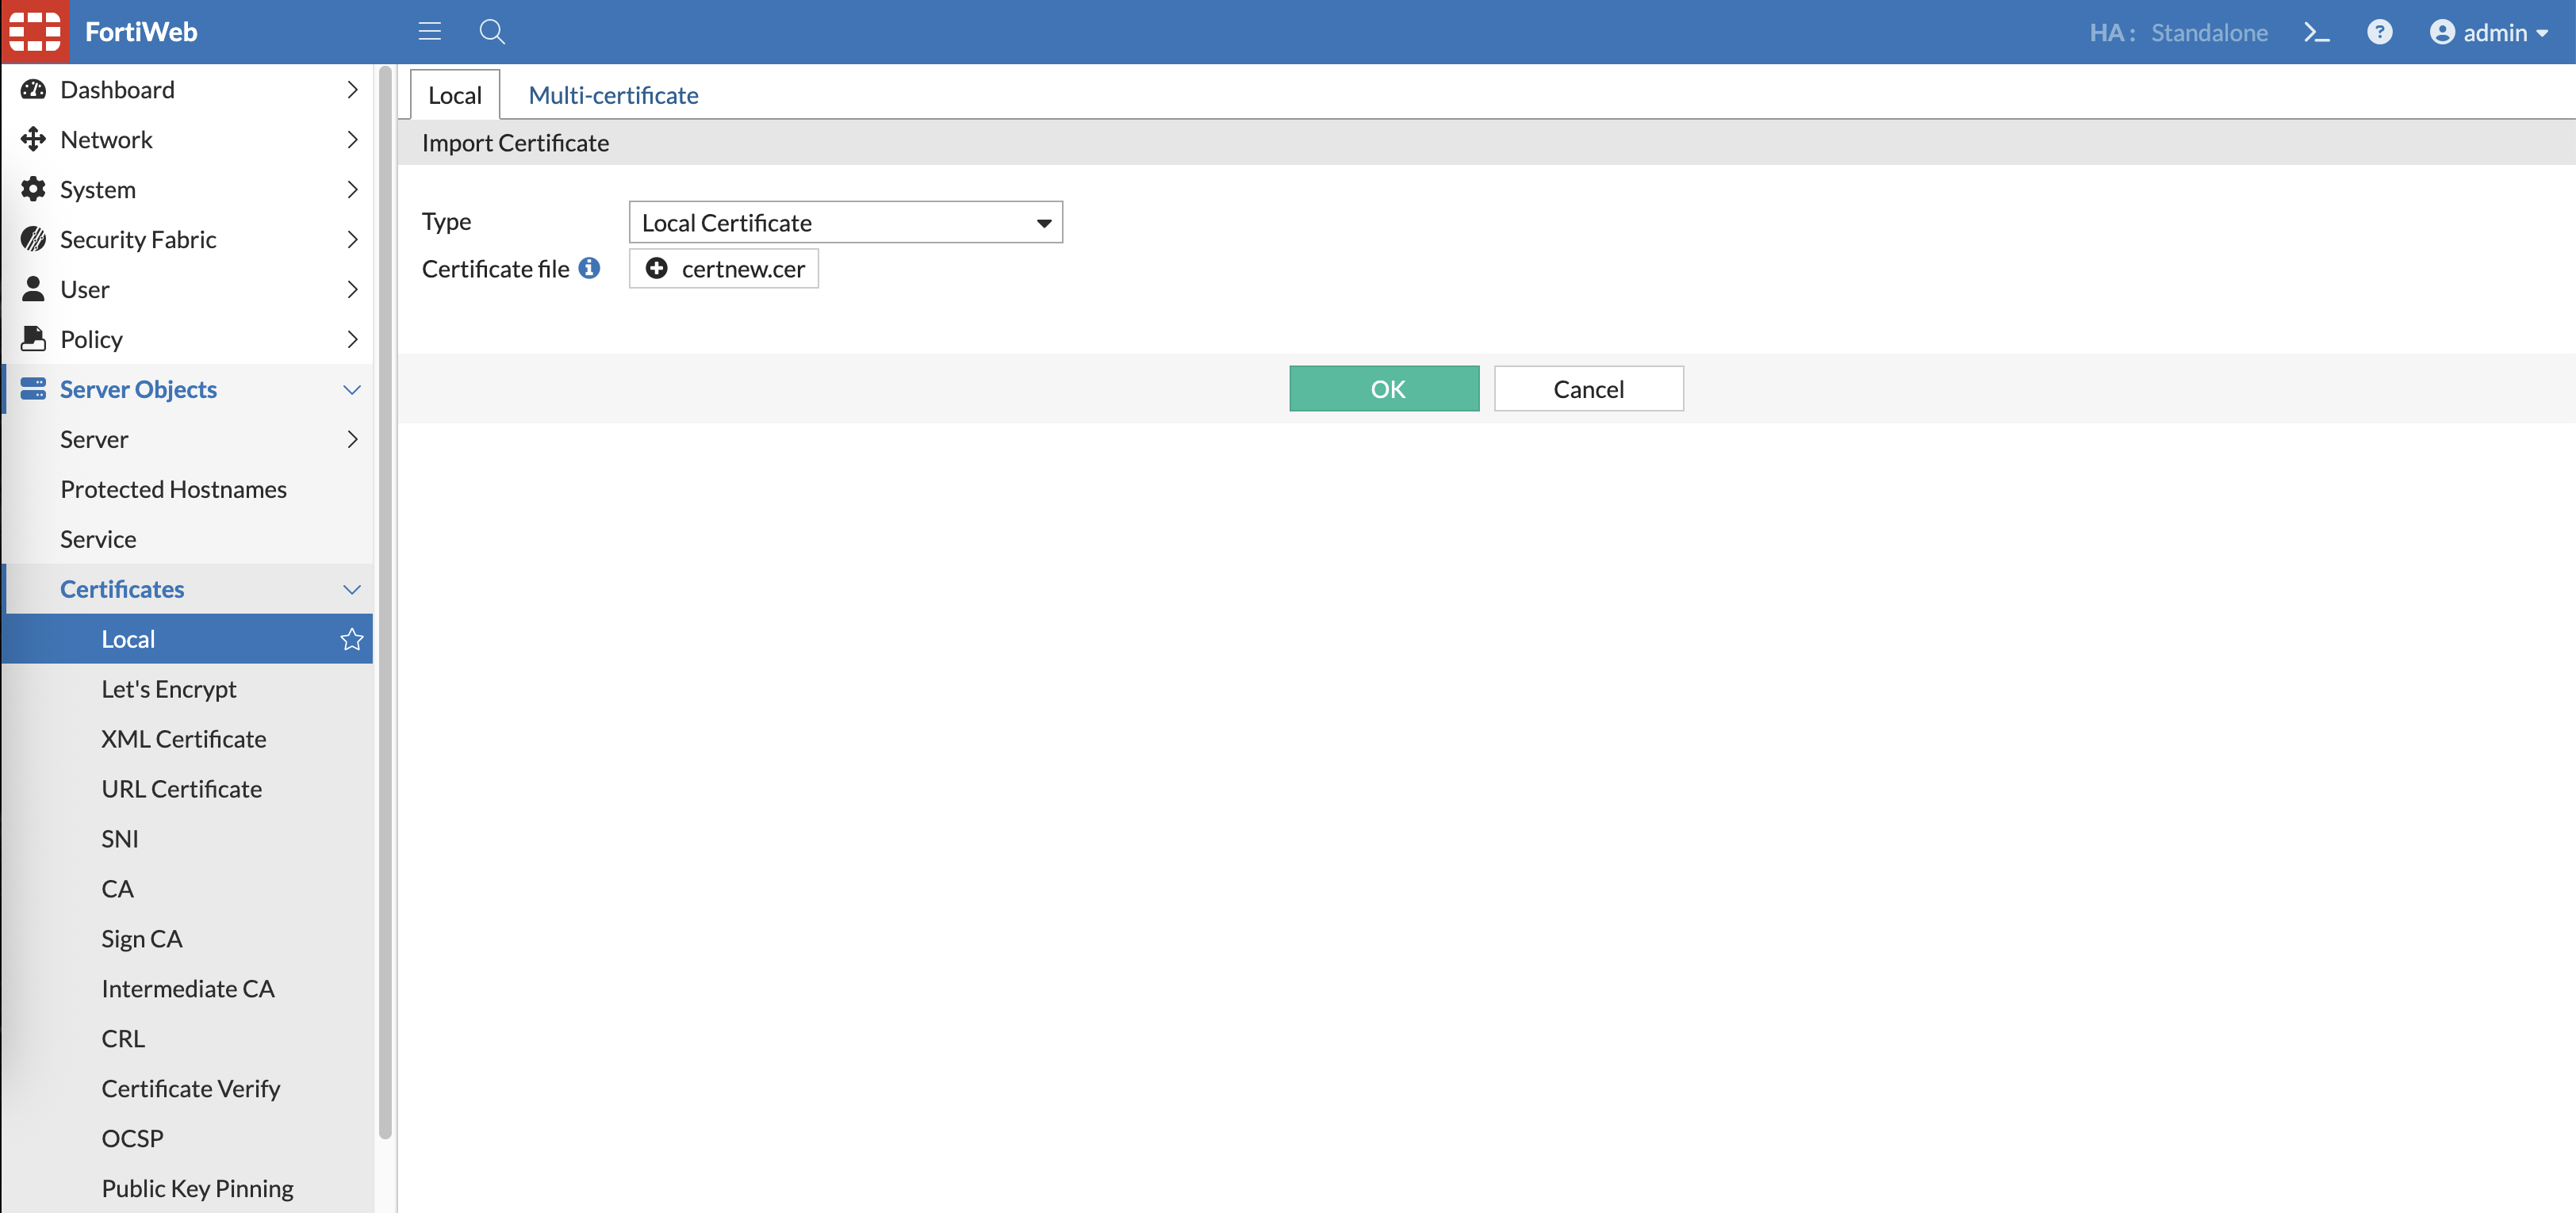 FortiWeb
HA : Standalone
admin
Dashboard
Network
System
Security Fabric
User
Policy
Server Objects
Server
Protected Hostnames
Service
Certificates
Local
Let's Encrypt
XML Certificate
URL Certificate
SNI
CA
Sign CA
Intermediate CA
CRL
Certificate Verify
OCSP
Public Key Pinning
Local Multi-certificate
Import Certificate
Type Local Certificate
Certificate file certnew.cer
OK Cancel